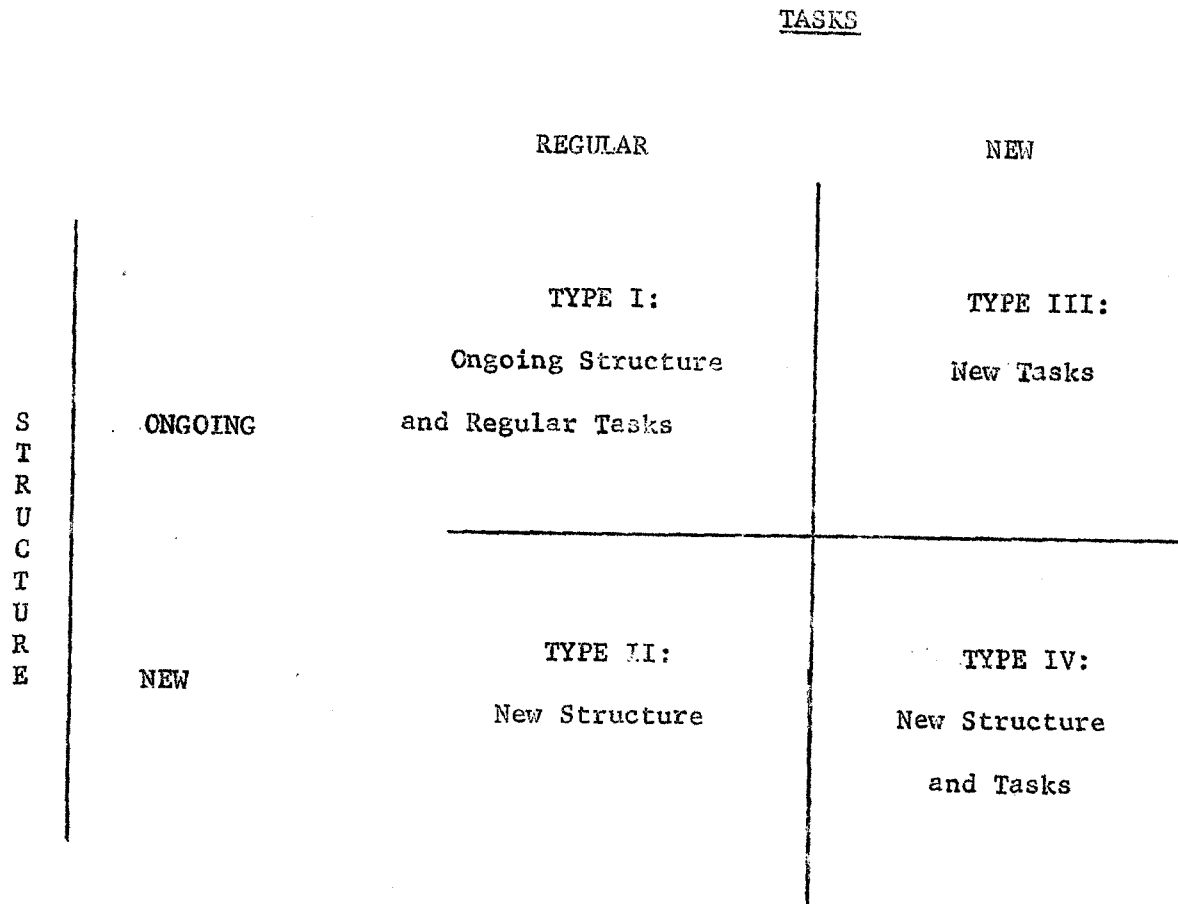 TASKS
REGULAR
NEW
TYPE I:
Ongoing Structure
and Regular Tasks
TYPE III:
New Tasks
STRUCTURE
ONGOING
NEW
TYPE II:
New Structure
TYPE IV:
New Structure
and Tasks